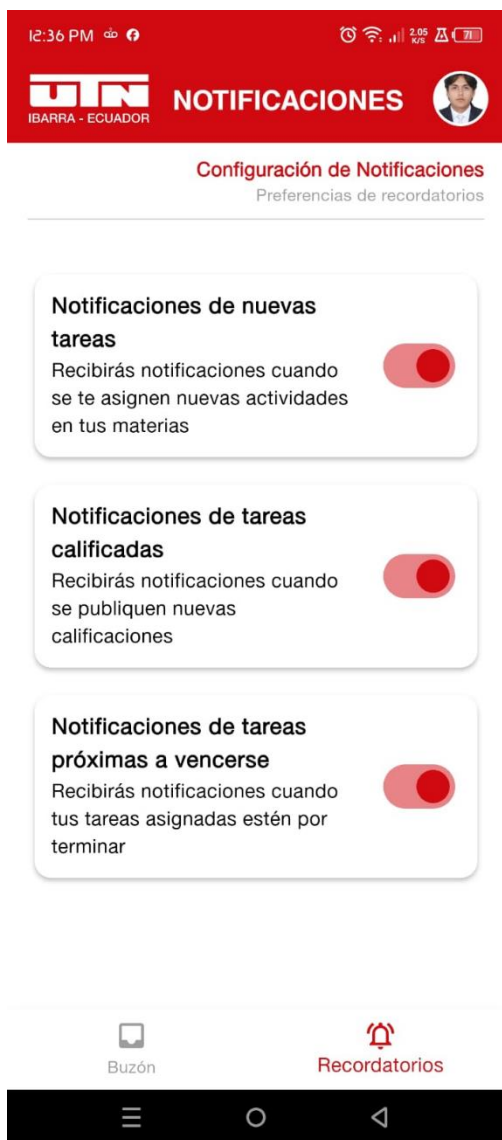 12:36 PM
2.05 K/S
71
UTN
IBARRA - ECUADOR
NOTIFICACIONES
Configuración de Notificaciones
Preferencias de recordatorios
Notificaciones de nuevas
tareas
Recibirás notificaciones cuando
se te asignen nuevas actividades
en tus materias
Notificaciones de tareas
calificadas
Recibirás notificaciones cuando
se publiquen nuevas
calificaciones
Notificaciones de tareas
próximas a vencerse
Recibirás notificaciones cuando
tus tareas asignadas estén por
terminar
Buzón
Recordatorios